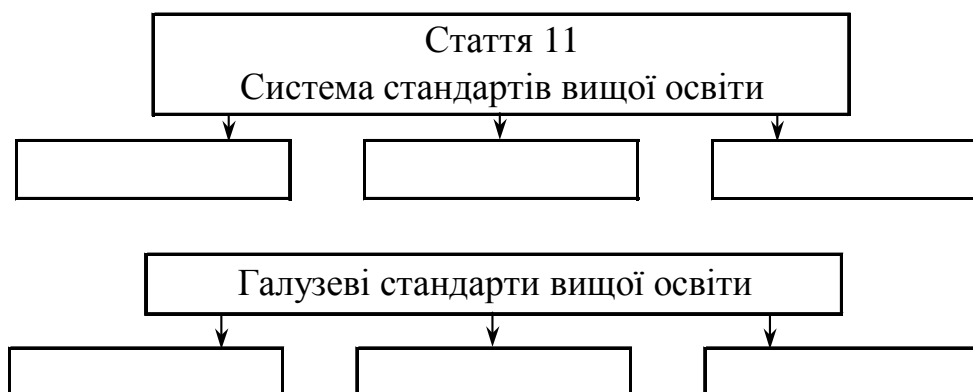 Стаття 11
Система стандартів вищої освіти
Галузеві стандарти вищої освіти